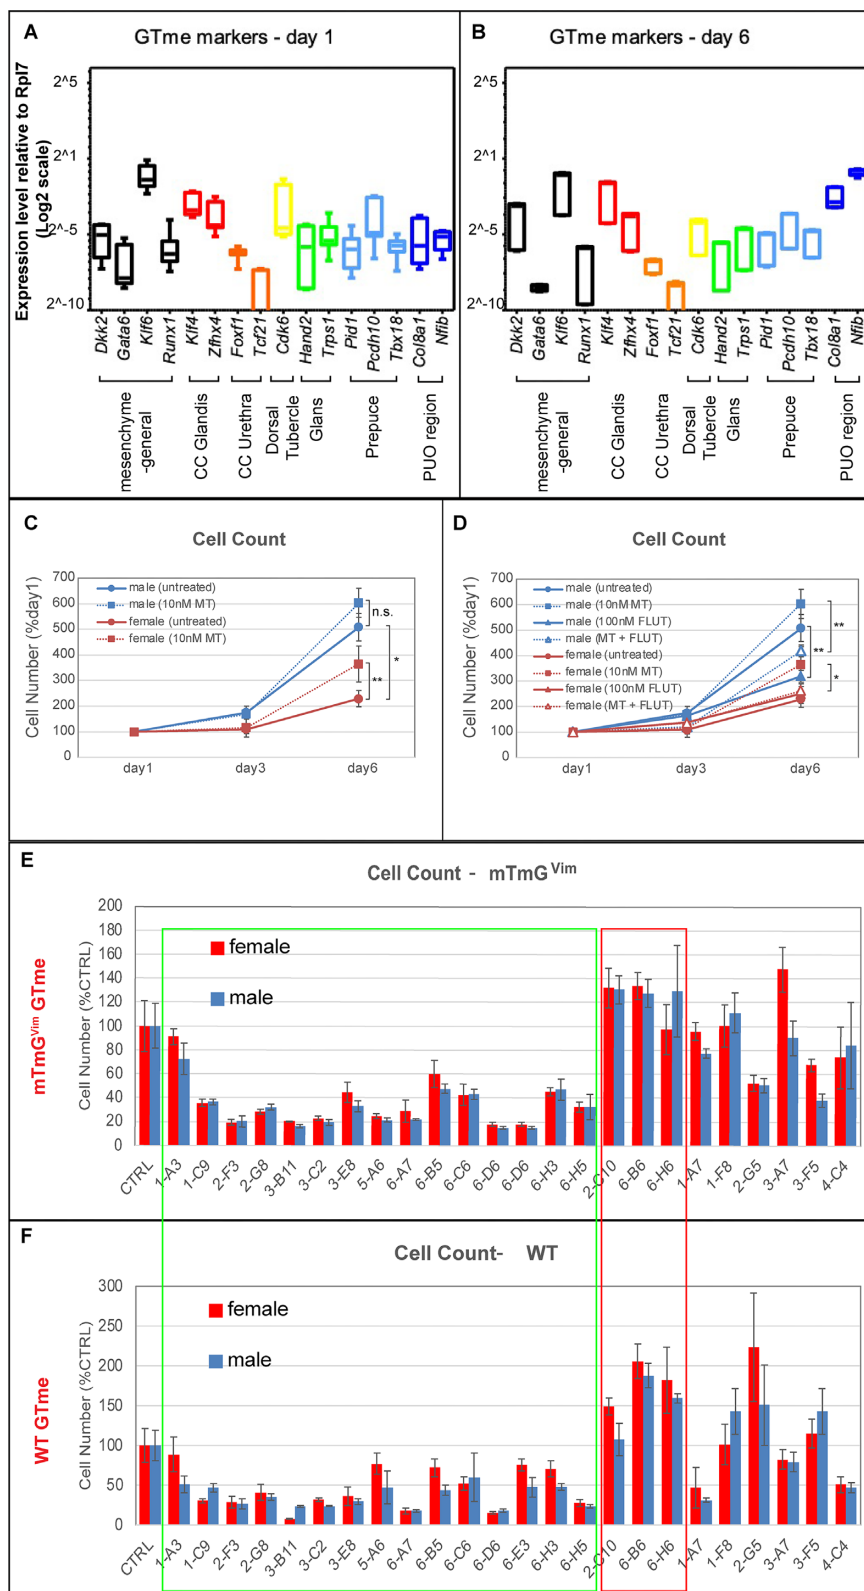 A
GTme markers - day 1
Expression level relative to Rpl7
(Log2 scale)
2^5
2^1
2^-5
2^-10
Dkk2
Gata6
Klf6
Runx1
Klf4
Zfhx4
Foxf1
Tcf21
Cdk6
Hand2
Trps1
Pld1
Pcdh10
Tbx18
Col8a1
Nfib
mesenchyme
-general
CC Glandis
CC Urethra
Dorsal
Tubercle
Glans
Prepuce
PUO region
B
GTme markers - day 6
2^5
2^1
2^-5
2^-10
Dkk2
Gata6
Klf6
Runx1
Klf4
Zfhx4
Foxf1
Tcf21
Cdk6
Hand2
Trps1
Pld1
Pcdh10
Tbx18
Col8a1
Nfib
mesenchyme
-general
CC Glandis
CC Urethra
Dorsal
Tubercle
Glans
Prepuce
PUO region
C
Cell Count
Cell Number (%day1)
700
600
500
400
300
200
100
0
male (untreated)
male (10nM MT)
female (untreated)
female (10nM MT)
n.s.
*
**
day1
day3
day6
D
Cell Count
Cell Number (%day1)
700
600
500
400
300
200
100
0
male (untreated)
male (10nM MT)
male (100nM FLUT)
male (MT + FLUT)
female (untreated)
female (10nM MT)
female (100nM FLUT)
female (MT + FLUT)
**
**
*
day1
day3
day6
E
Cell Count - mTmG Vim
mTmG Vim GTme
Cell Number (%CTRL)
200
180
160
140
120
100
80
60
40
20
0
female
male
CTRL
1-A3
1-C9
2-F3
2-G8
3-B11
3-C2
3-E8
5-A6
6-A7
6-B5
6-C6
6-D6
6-D6
6-H3
6-H5
2-C10
6-B6
6-H6
1-A7
1-F8
2-G5
3-A7
3-F5
4-C4
F
Cell Count- WT
WT GTme
Cell Number (%CTRL)
300
250
200
150
100
50
0
female
male
CTRL
1-A3
1-C9
2-F3
2-G8
3-B11
3-C2
3-E8
5-A6
6-A7
6-B5
6-C6
6-D6
6-E3
6-H3
6-H5
2-C10
6-B6
6-H6
1-A7
1-F8
2-G5
3-A7
3-F5
4-C4